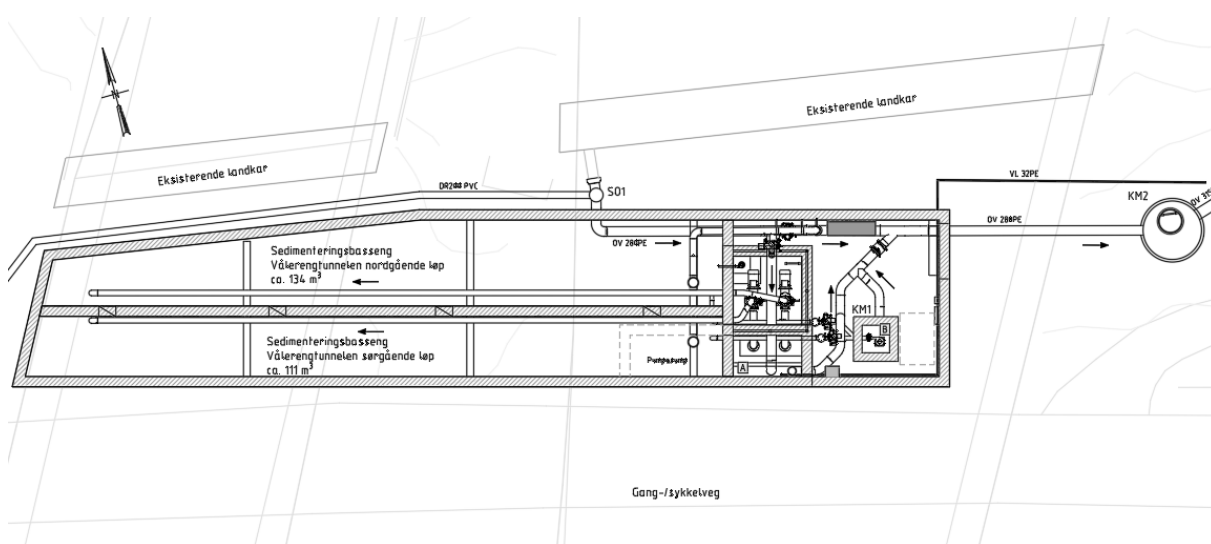 Eksisterende landkar
Eksisterende landkar
DR200 PVC
S01
VL 32PE
KM2
OV 280PE
OV 280PE
Sedimenteringsbasseng
Vålerengtunnelen nordgående løp
ca. 134 m³
KM1
B
Sedimenteringsbasseng
Vålerengtunnelen sørgående løp
ca. 111 m³
Pumpesump
A
Gang-/sykkelveg